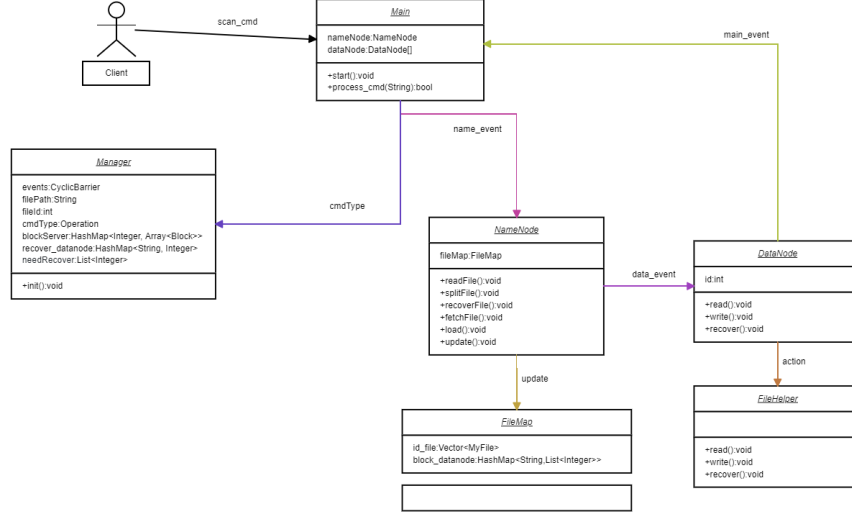 scan_cmd
Client
Main
nameNode:NameNode
dataNode:DataNode[]
+start():void
+process_cmd(String):bool
main_event
name_event
cmdType
Manager
events:CyclicBarrier
filePath:String
fileId:int
cmdType:Operation
blockServer:HashMap<Integer, Array<Block>>
recover_datanode:HashMap<String, Integer>
needRecover:List<Integer>
+init():void
NameNode
fileMap:FileMap
+readFile():void
+splitFile():void
+recoverFile():void
+fetchFile():void
+load():void
+update():void
data_event
DataNode
id:int
+read():void
+write():void
+recover():void
action
update
FileHelper
+read():void
+write():void
+recover():void
FileMap
id_file:Vector<MyFile>
block_datanode:HashMap<String,List<Integer>>